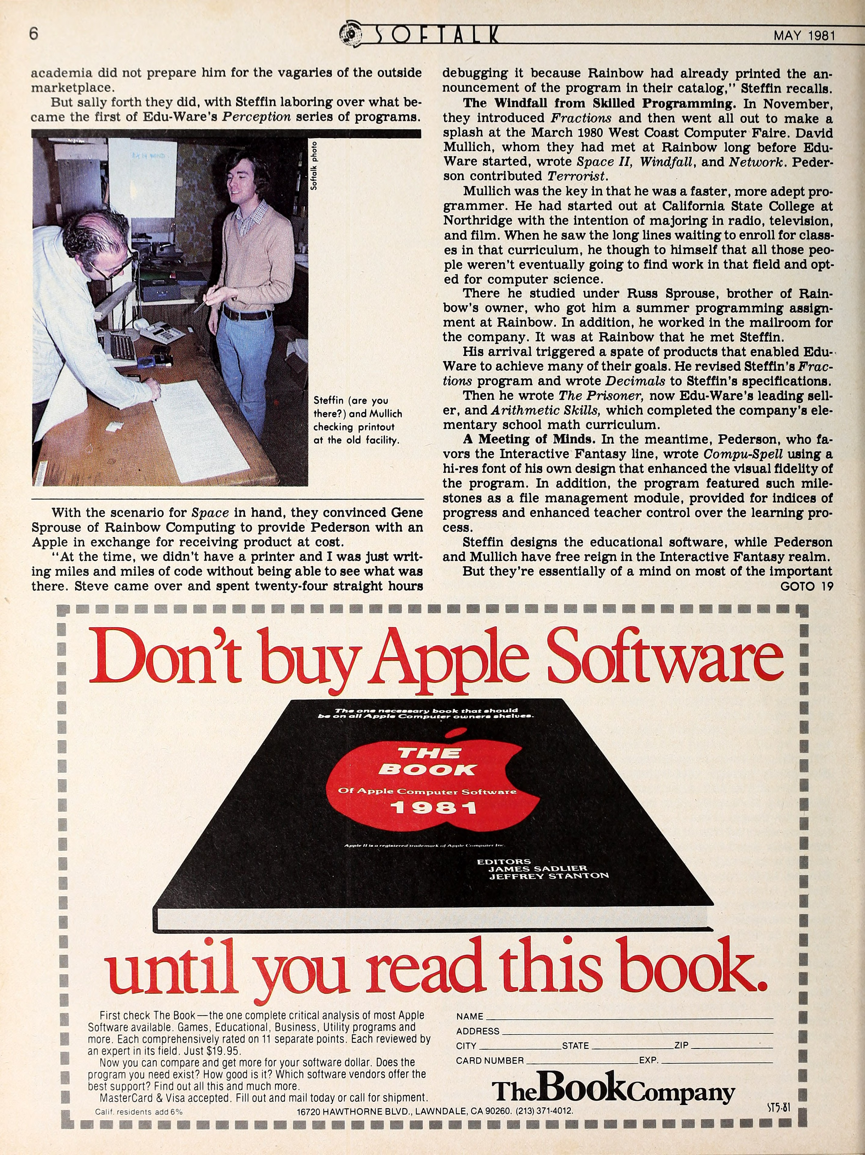 6
SOFTALK
MAY 1981
academia did not prepare him for the vagaries of the outside
marketplace.
But sally forth they did, with Steffin laboring over what be-
came the first of Edu-Ware's Perception series of programs.
Softalk photo
Steffin (are you
there?) and Mullich
checking printout
at the old facility.
With the scenario for Space in hand, they convinced Gene
Sprouse of Rainbow Computing to provide Pederson with an
Apple in exchange for receiving product at cost.
"At the time, we didn't have a printer and I was just writ-
ing miles and miles of code without being able to see what was
there. Steve came over and spent twenty-four straight hours
debugging it because Rainbow had already printed the an-
nouncement of the program in their catalog," Steffin recalls.
The Windfall from Skilled Programming. In November,
they introduced Fractions and then went all out to make a
splash at the March 1980 West Coast Computer Faire. David
Mullich, whom they had met at Rainbow long before Edu-
Ware started, wrote Space II, Windfall, and Network. Peder-
son contributed Terrorist.
Mullich was the key in that he was a faster, more adept pro-
grammer. He had started out at California State College at
Northridge with the intention of majoring in radio, television,
and film. When he saw the long lines waiting to enroll for class-
es in that curriculum, he though to himself that all those peo-
ple weren't eventually going to find work in that field and opt-
ed for computer science.
There he studied under Russ Sprouse, brother of Rain-
bow's owner, who got him a summer programming assign-
ment at Rainbow. In addition, he worked in the mailroom for
the company. It was at Rainbow that he met Steffin.
His arrival triggered a spate of products that enabled Edu-
Ware to achieve many of their goals. He revised Steffin's Frac-
tions program and wrote Decimals to Steffin's specifications.
Then he wrote The Prisoner, now Edu-Ware's leading sell-
er, and Arithmetic Skills, which completed the company's ele-
mentary school math curriculum.
A Meeting of Minds. In the meantime, Pederson, who fa-
vors the Interactive Fantasy line, wrote Compu-Spell using a
hi-res font of his own design that enhanced the visual fidelity of
the program. In addition, the program featured such mile-
stones as a file management module, provided for indices of
progress and enhanced teacher control over the learning pro-
cess.
Steffin designs the educational software, while Pederson
and Mullich have free reign in the Interactive Fantasy realm.
But they're essentially of a mind on most of the important
GOTO 19
Don't buy Apple Software
The one necessary book that should
be on all Apple Computer owners shelves.
THE
BOOK
Of Apple Computer Software
1981
Apple II is a registered trademark of Apple Computer Inc.
EDITORS
JAMES SADLIER
JEFFREY STANTON
until you read this book.
First check The Book—the one complete critical analysis of most Apple
Software available. Games, Educational, Business, Utility programs and
more. Each comprehensively rated on 11 separate points. Each reviewed by
an expert in its field. Just $19.95.
Now you can compare and get more for your software dollar. Does the
program you need exist? How good is it? Which software vendors offer the
best support? Find out all this and much more.
MasterCard & Visa accepted. Fill out and mail today or call for shipment.
Calif. residents add 6%
NAME
ADDRESS
CITY STATE ZIP
CARD NUMBER EXP.
The Book Company
16720 HAWTHORNE BLVD., LAWNDALE, CA 90260. (213) 371-4012.
ST5-81